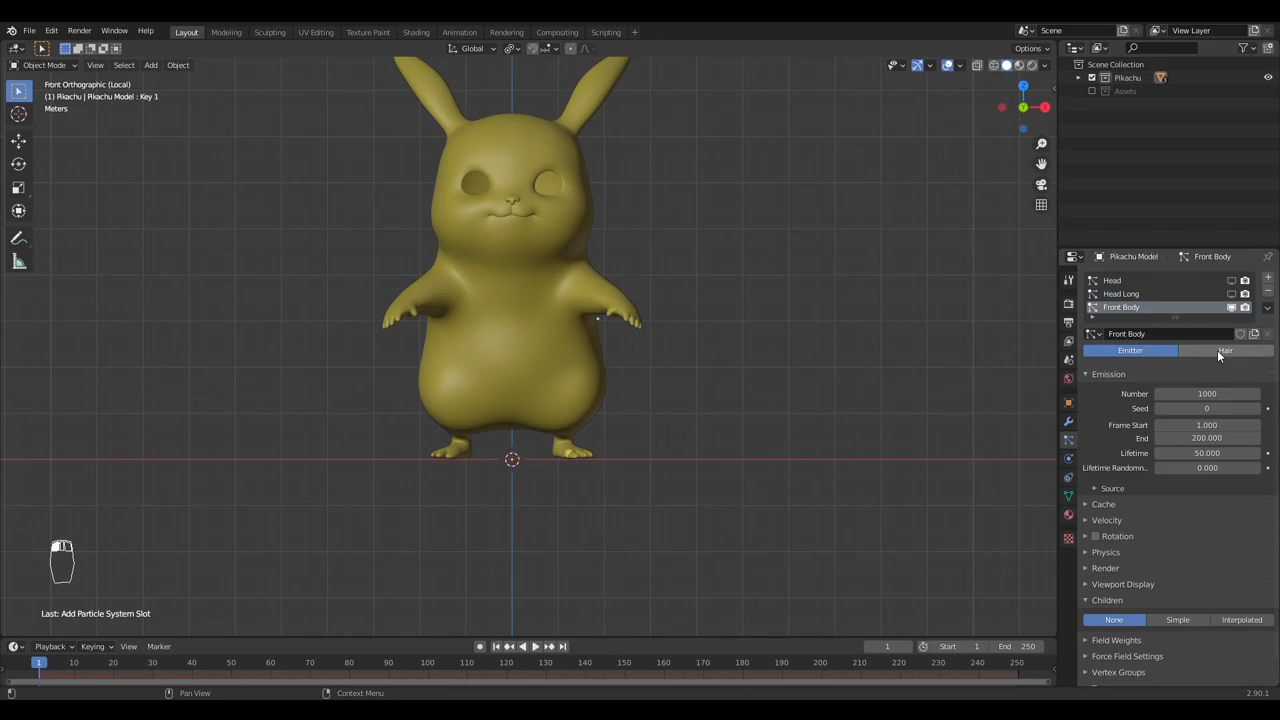 File Edit Render Window Help Layout Modeling Sculpting UV Editing Texture Paint Shading Animation Rendering Compositing Scripting + Scene View Layer
Global Options
Object Mode View Select Add Object
Scene Collection
Pikachu
Assets
Front Orthographic (Local)
(1) Pikachu | Pikachu Model : Key 1
Meters
Z
Y
X
Pikachu Model Front Body
Head
Head Long
Front Body
Front Body
Emitter Hair
Emission
Number 1000
Seed 0
Frame Start 1.000
End 200.000
Lifetime 50.000
Lifetime Randomn... 0.000
Source
Cache
Velocity
Rotation
Physics
Render
Viewport Display
Children
None Simple Interpolated
Field Weights
Force Field Settings
Vertex Groups
Last: Add Particle System Slot
Playback Keying View Marker 1 Start 1 End 250
1 10 20 30 40 50 60 70 80 90 100 110 120 130 140 150 160 170 180 190 200 210 220 230 240 250
Pan View Context Menu 2.90.1